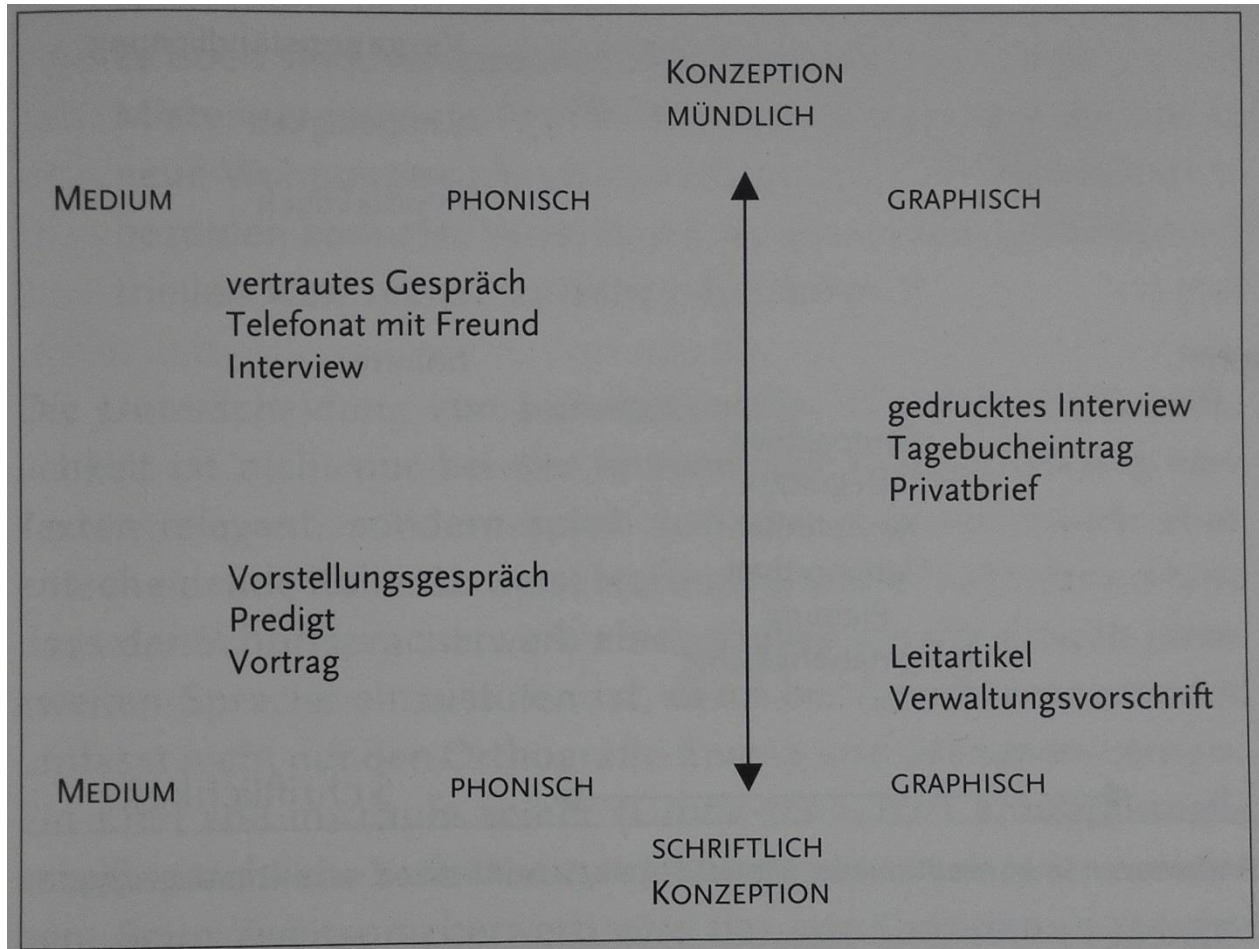 KONZEPTION
MÜNDLICH
MEDIUM PHONISCH GRAPHISCH
vertrautes Gespräch
Telefonat mit Freund
Interview
gedrucktes Interview
Tagebucheintrag
Privatbrief
Vorstellungsgespräch
Predigt
Vortrag
Leitartikel
Verwaltungsvorschrift
MEDIUM PHONISCH GRAPHISCH
SCHRIFTLICH
KONZEPTION